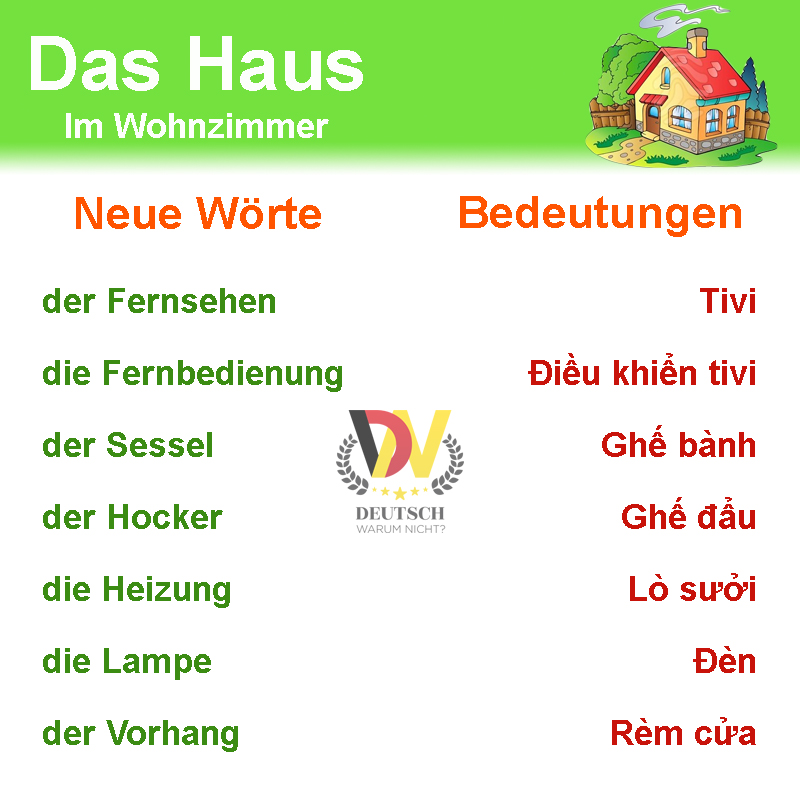 Das Haus
Im Wohnzimmer
Neue Wörte Bedeutungen
der Fernsehen Tivi
die Fernbedienung Điều khiển tivi
der Sessel Ghế bành
DEUTSCH
WARUM NICHT?
der Hocker Ghế đẩu
die Heizung Lò sưởi
die Lampe Đèn
der Vorhang Rèm cửa